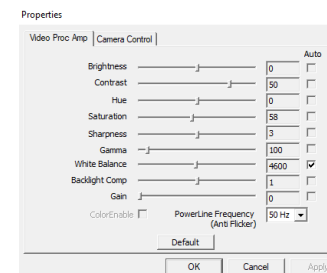 Properties
Video Proc Amp Camera Control
Auto
Brightness 0
Contrast 50
Hue 0
Saturation 58
Sharpness 3
Gamma 100
White Balance 4600
Backlight Comp 1
Gain 0
ColorEnable PowerLine Frequency (Anti Flicker) 50 Hz
Default
OK Cancel Apply